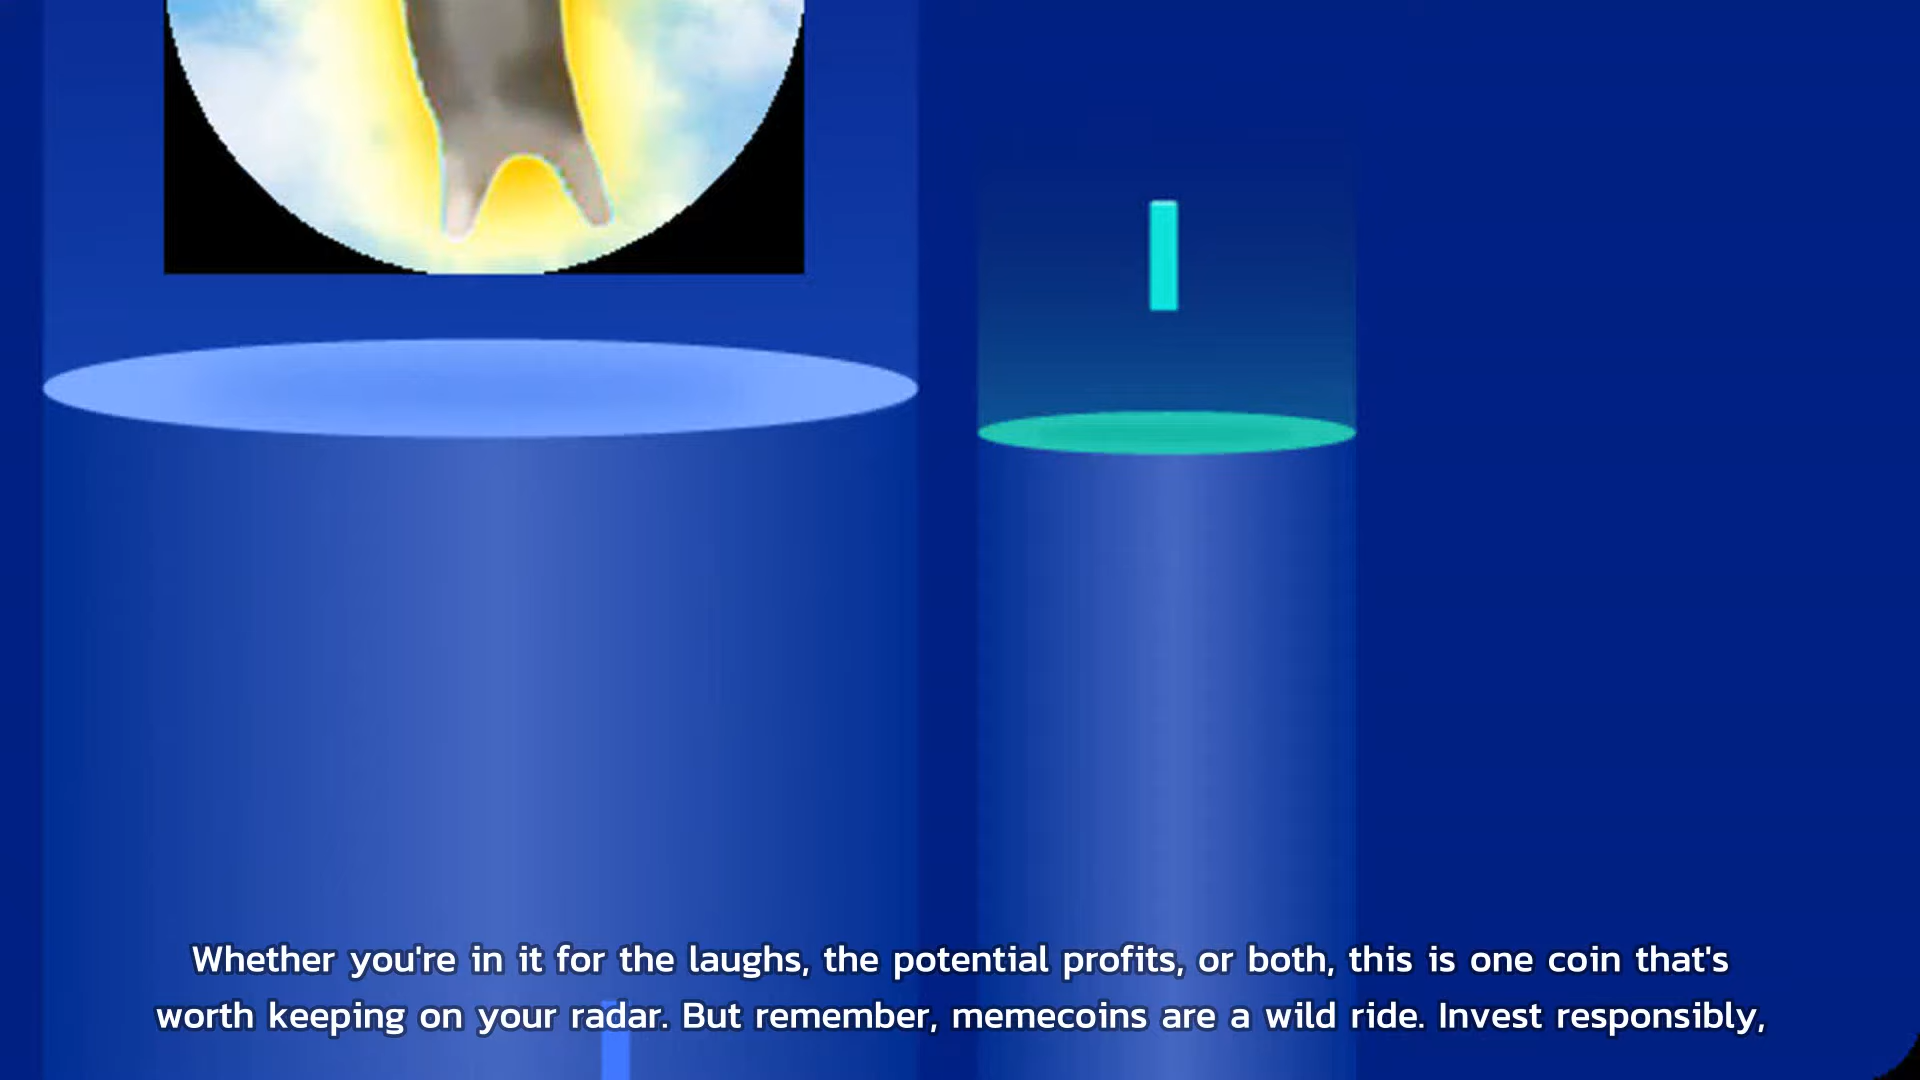 Whether you're in it for the laughs, the potential profits, or both, this is one coin that's
worth keeping on your radar. But remember, memecoins are a wild ride. Invest responsibly,